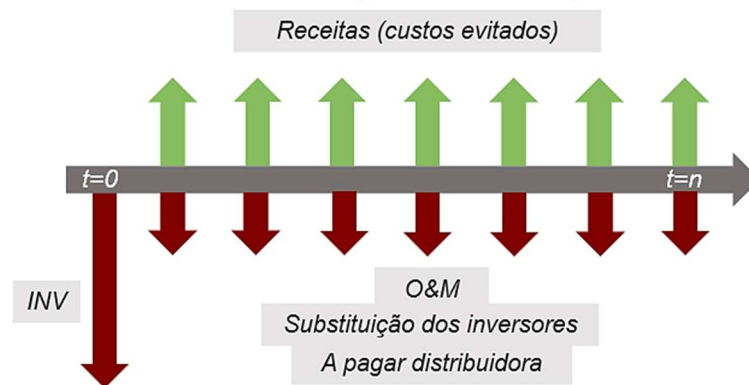 Receitas (custos evitados)
t=0
t=n
INV
O&M
Substituição dos inversores
A pagar distribuidora